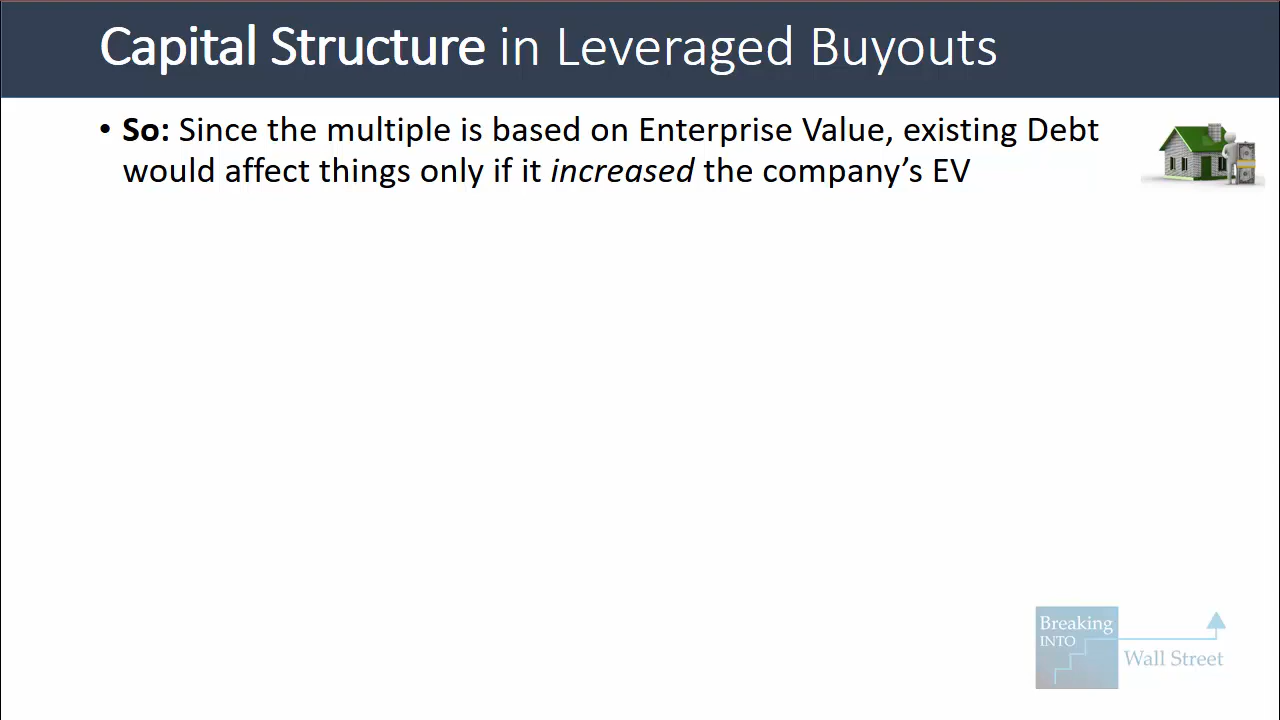 Capital Structure in Leveraged Buyouts
• So: Since the multiple is based on Enterprise Value, existing Debt
would affect things only if it increased the company’s EV
Breaking
INTO
Wall Street